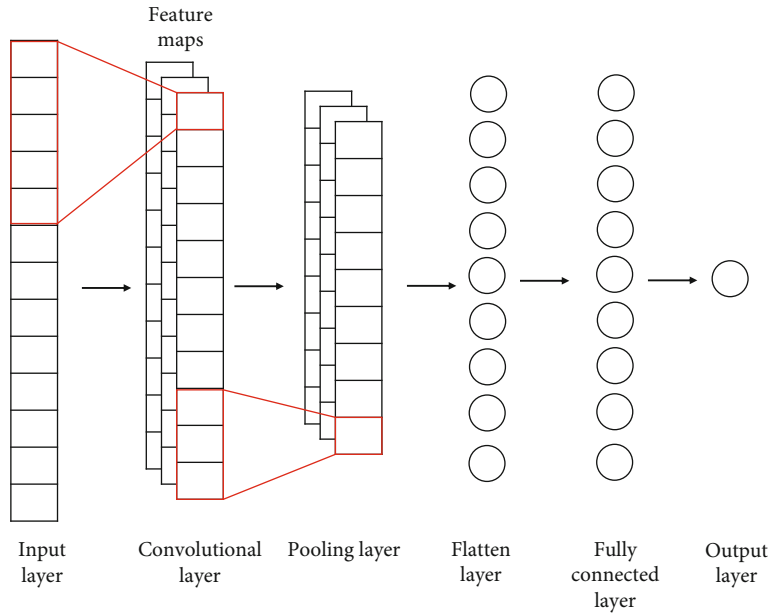 Feature
maps
Input
layer
Convolutional
layer
Pooling layer
Flatten
layer
Fully
connected
layer
Output
layer